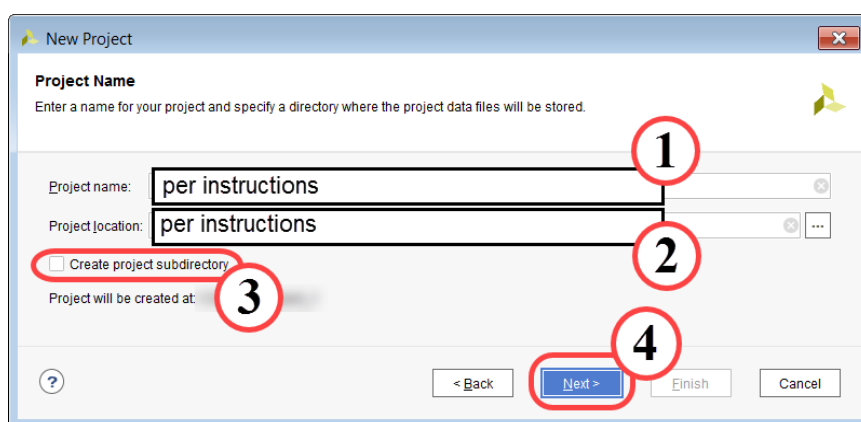 New Project
Project Name
Enter a name for your project and specify a directory where the project data files will be stored.
1
Project name: per instructions
Project location: per instructions ...
2
Create project subdirectory
3
Project will be created at:
4
? < Back Next > Finish Cancel